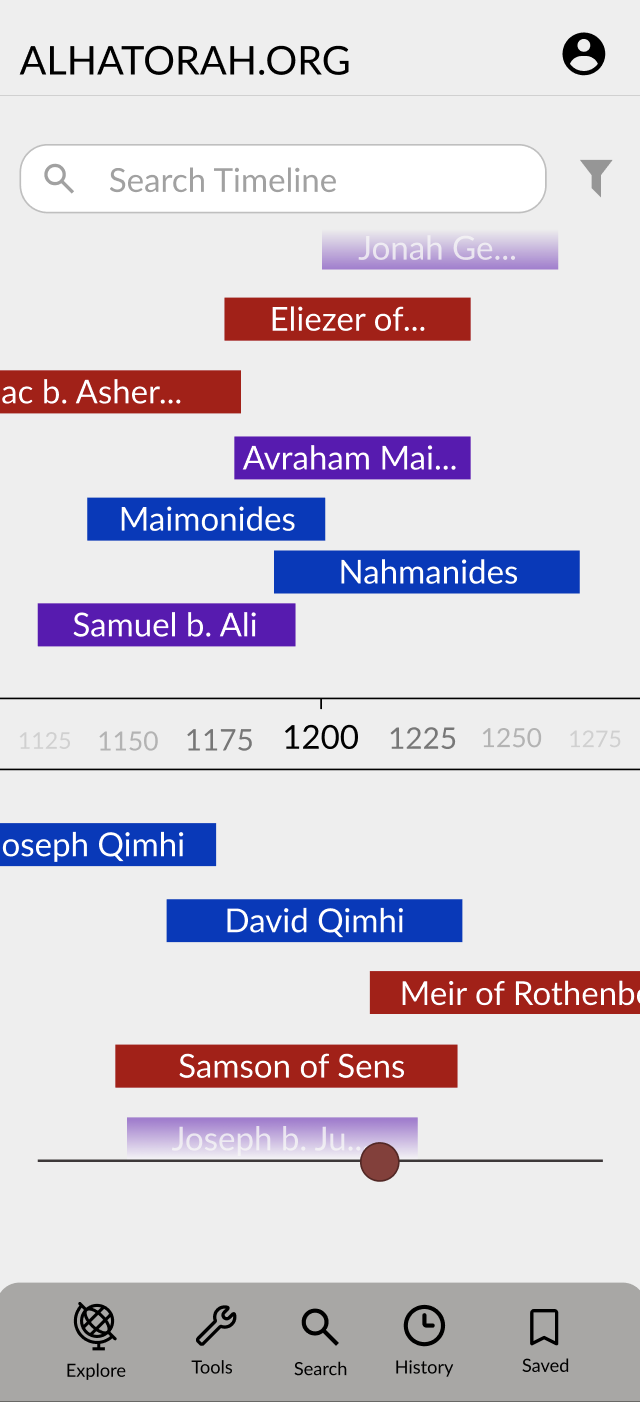 ALHATORAH.ORG
Search Timeline
Jonah Ge...
Eliezer of...
ac b. Asher...
Avraham Mai...
Maimonides
Nahmanides
Samuel b. Ali
1125 1150 1175 1200 1225 1250 1275
oseph Qimhi
David Qimhi
Meir of Rothenbe
Samson of Sens
Joseph b. Ju...
Explore Tools Search History Saved